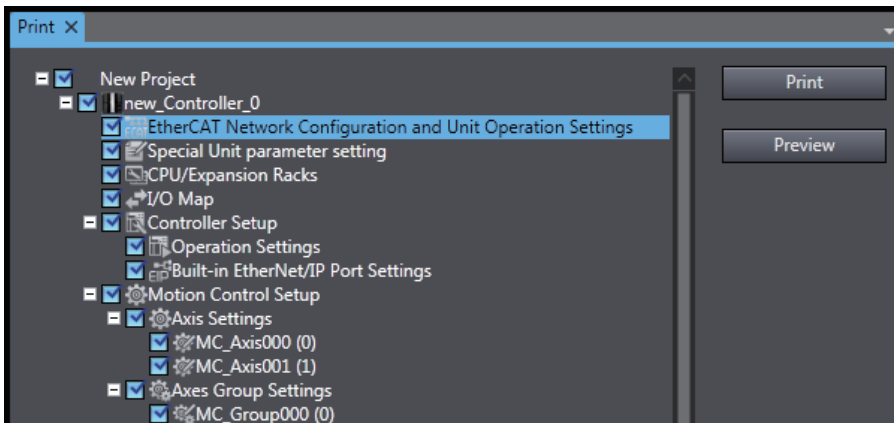 Print
New Project
Print
new_Controller_0
EtherCAT Network Configuration and Unit Operation Settings
Special Unit parameter setting
Preview
CPU/Expansion Racks
I/O Map
Controller Setup
Operation Settings
Built-in EtherNet/IP Port Settings
Motion Control Setup
Axis Settings
MC_Axis000 (0)
MC_Axis001 (1)
Axes Group Settings
MC_Group000 (0)